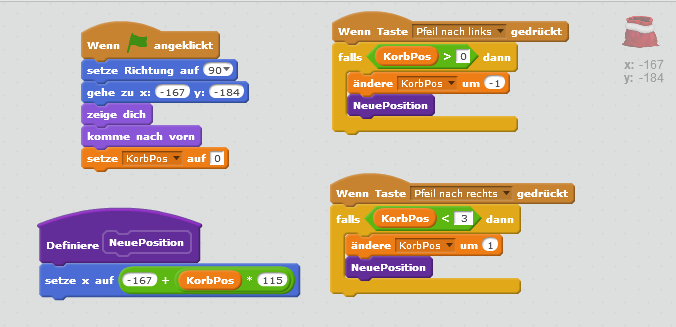 Wenn angeklickt
setze Richtung auf 90
gehe zu x: -167 y: -184
zeige dich
komme nach vorn
setze KorbPos auf 0
Definiere NeuePosition
setze x auf -167 + KorbPos * 115
Wenn Taste Pfeil nach links gedrückt
falls KorbPos > 0 dann
ändere KorbPos um -1
NeuePosition
Wenn Taste Pfeil nach rechts gedrückt
falls KorbPos < 3 dann
ändere KorbPos um 1
NeuePosition
x: -167
y: -184